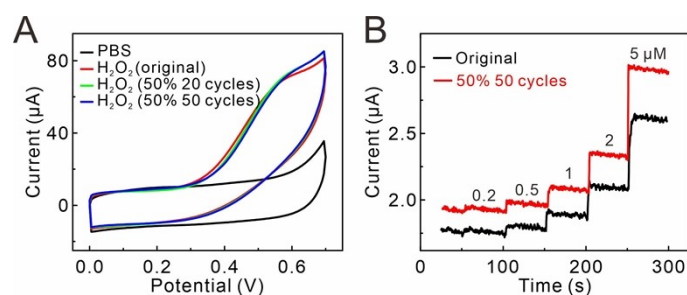 A
PBS
H₂O₂ (original)
H₂O₂ (50% 20 cycles)
H₂O₂ (50% 50 cycles)
80
40
0
Current (μA)
0.0 0.2 0.4 0.6
Potential (V)
B
Original
50% 50 cycles
5 μM
0.2
0.5
1
2
3.0
2.5
2.0
Current (μA)
0 100 200 300
Time (s)